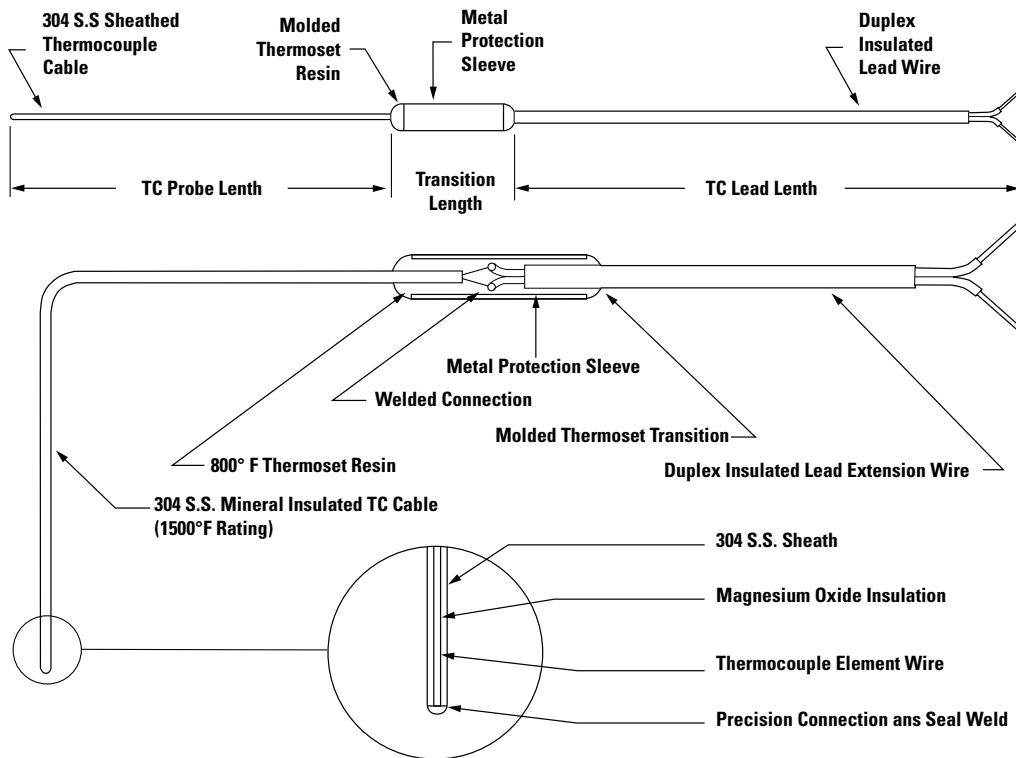 304 S.S Sheathed
Thermocouple
Cable
Molded
Thermoset
Resin
Metal
Protection
Sleeve
Duplex
Insulated
Lead Wire
TC Probe Lenth
Transition
Length
TC Lead Lenth
Metal Protection Sleeve
Welded Connection
Molded Thermoset Transition
800° F Thermoset Resin
Duplex Insulated Lead Extension Wire
304 S.S. Mineral Insulated TC Cable
(1500°F Rating)
304 S.S. Sheath
Magnesium Oxide Insulation
Thermocouple Element Wire
Precision Connection ans Seal Weld